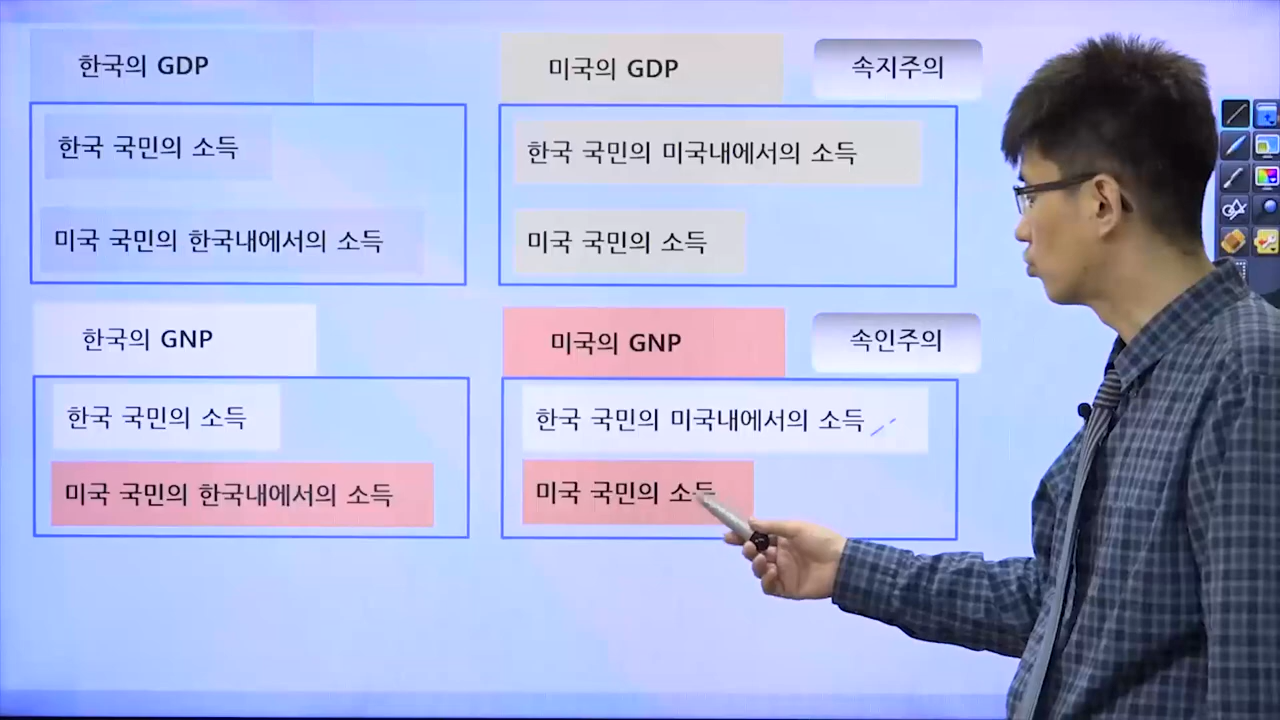 한국의 GDP
미국의 GDP
속지주의
한국 국민의 소득
한국 국민의 미국내에서의 소득
미국 국민의 한국내에서의 소득
미국 국민의 소득
한국의 GNP
미국의 GNP
속인주의
한국 국민의 소득
한국 국민의 미국내에서의 소득
미국 국민의 한국내에서의 소득
미국 국민의 소득